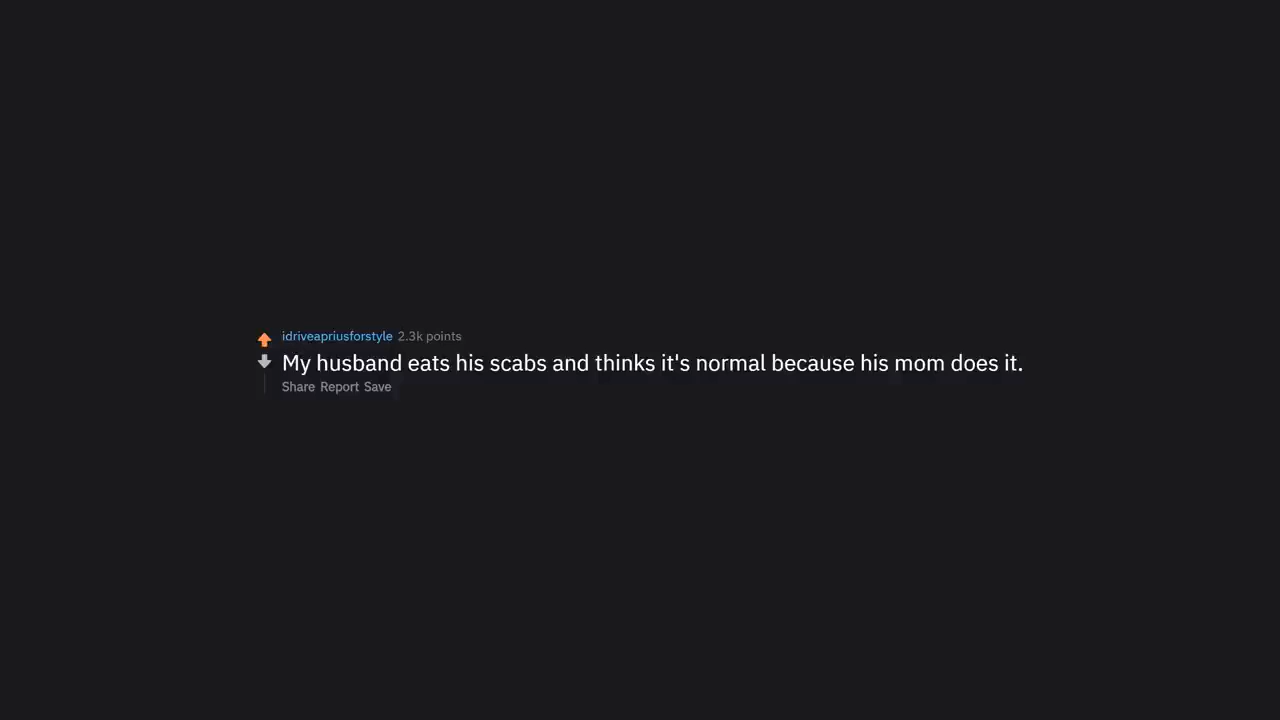 idriveapriusforstyle 2.3k points
My husband eats his scabs and thinks it's normal because his mom does it.
Share Report Save